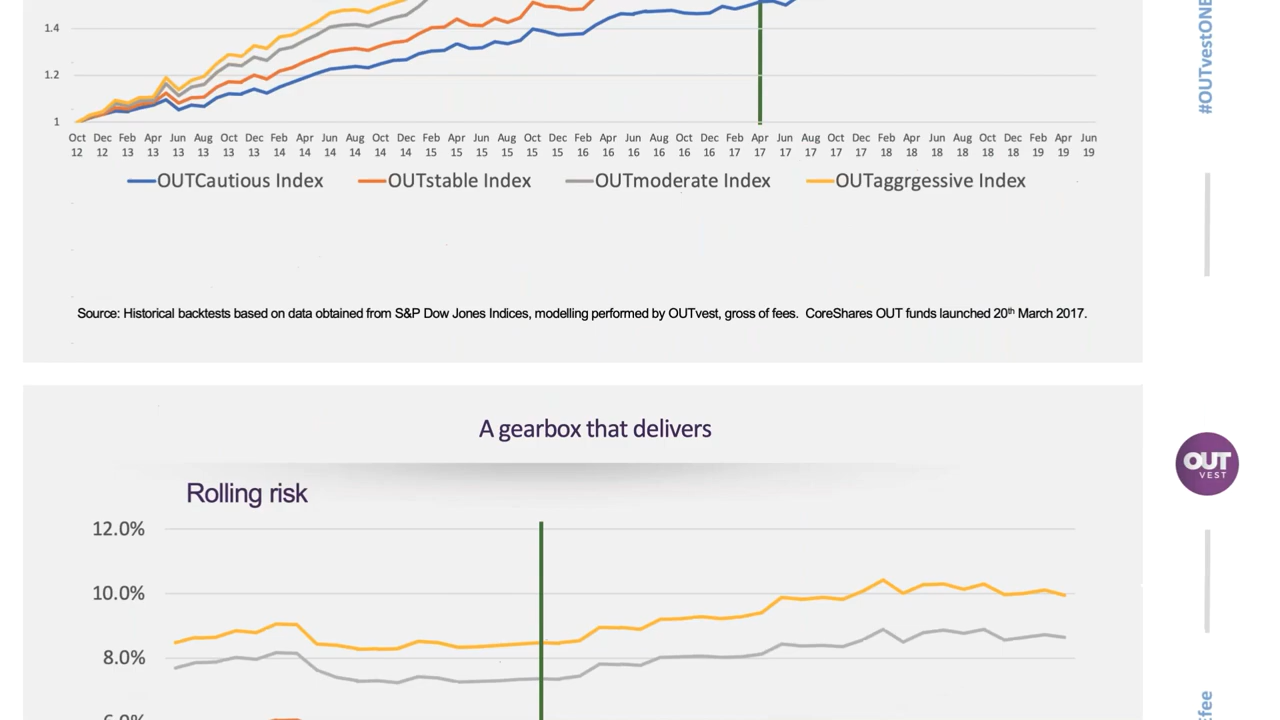 1.4
1.2
1
Oct 12 Dec 12 Feb 13 Apr 13 Jun 13 Aug 13 Oct 13 Dec 13 Feb 14 Apr 14 Jun 14 Aug 14 Oct 14 Dec 14 Feb 15 Apr 15 Jun 15 Aug 15 Oct 15 Dec 15 Feb 16 Apr 16 Jun 16 Aug 16 Oct 16 Dec 16 Feb 17 Apr 17 Jun 17 Aug 17 Oct 17 Dec 17 Feb 18 Apr 18 Jun 18 Aug 18 Oct 18 Dec 18 Feb 19 Apr 19 Jun 19
OUTCautious Index OUTstable Index OUTmoderate Index OUTaggrgessive Index
Source: Historical backtests based on data obtained from S&P Dow Jones Indices, modelling performed by OUTvest, gross of fees. CoreShares OUT funds launched 20th March 2017.
A gearbox that delivers
Rolling risk
12.0%
10.0%
8.0%
6.0%
#OUTvestONE
OUT
VEST